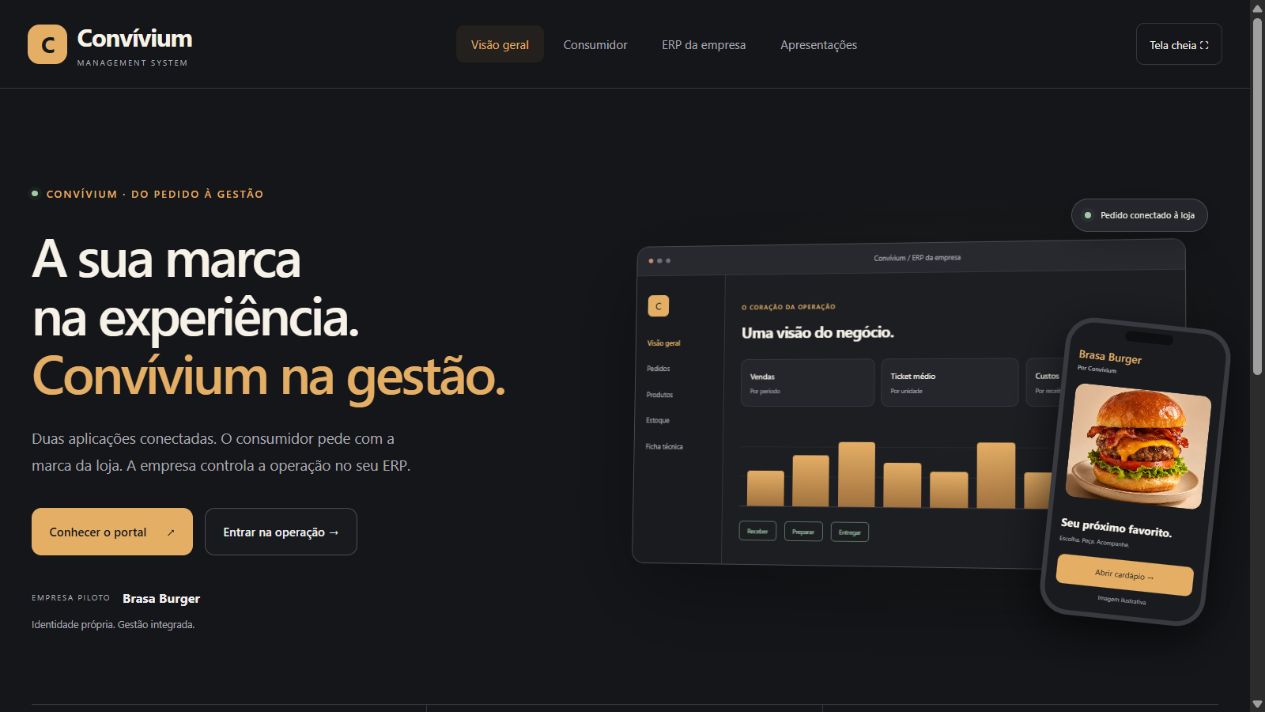 C
Convívium
MANAGEMENT SYSTEM
Visão geral
Consumidor
ERP da empresa
Apresentações
Tela cheia
CONVÍVIUM · DO PEDIDO À GESTÃO
A sua marca
na experiência.
Convívium na gestão.
Duas aplicações conectadas. O consumidor pede com a
marca da loja. A empresa controla a operação no seu ERP.
Conhecer o portal ↗
Entrar na operação →
EMPRESA PILOTO Brasa Burger
Identidade própria. Gestão integrada.
Pedido conectado à loja
Convívium / ERP da empresa
C
Visão geral
Pedidos
Produtos
Estoque
Ficha técnica
O CORAÇÃO DA OPERAÇÃO
Uma visão do negócio.
Vendas
Por período
Ticket médio
Por unidade
Custos
Por receit
Receber
Preparar
Entregar
Brasa Burger
Por Convívium
Seu próximo favorito.
Escolha. Peça. Acompanhe.
Abrir cardápio →
Imagem ilustrativa